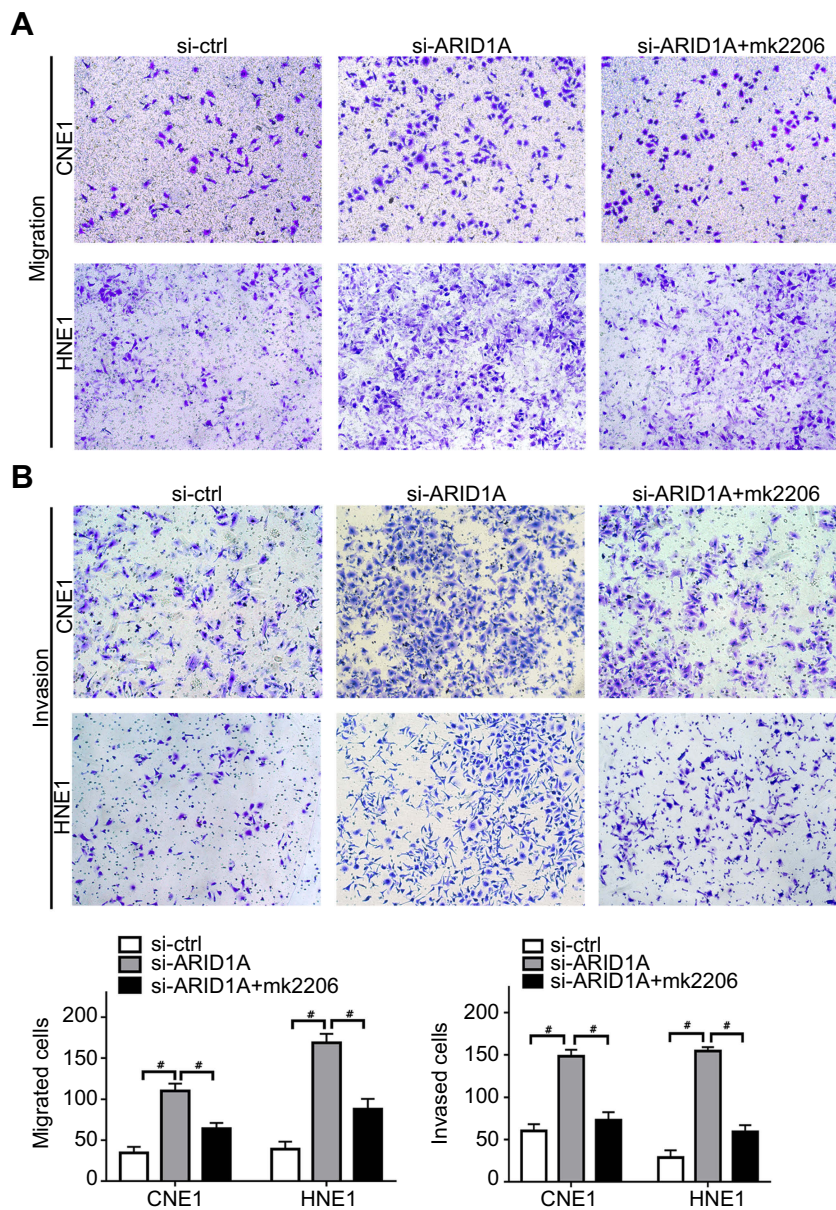 A
si-ctrl si-ARID1A si-ARID1A+mk2206
Migration
CNE1
HNE1
B
si-ctrl si-ARID1A si-ARID1A+mk2206
Invasion
CNE1
HNE1
si-ctrl
si-ARID1A
si-ARID1A+mk2206
Migrated cells
200
150
100
50
0
# # # #
CNE1 HNE1
si-ctrl
si-ARID1A
si-ARID1A+mk2206
Invased cells
200
150
100
50
0
# # # #
CNE1 HNE1